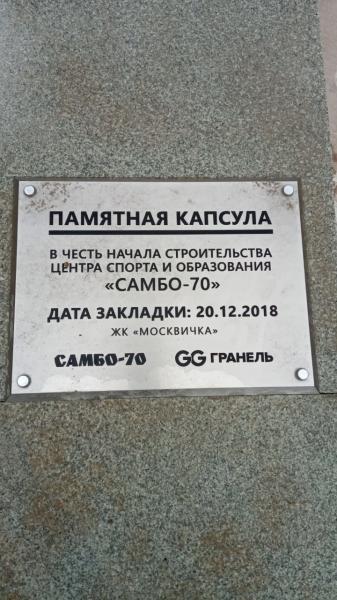 ПАМЯТНАЯ КАПСУЛА
В ЧЕСТЬ НАЧАЛА СТРОИТЕЛЬСТВА
ЦЕНТРА СПОРТА И ОБРАЗОВАНИЯ
«САМБО-70»
ДАТА ЗАКЛАДКИ: 20.12.2018
ЖК «МОСКВИЧКА»
САМБО-70 GG ГРАНЕЛЬ